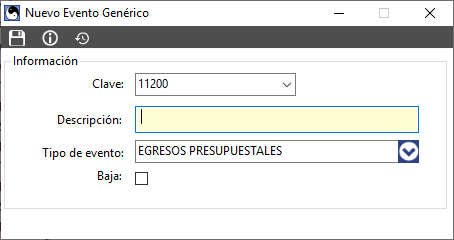 Nuevo Evento Genérico
Información
Clave: 11200
Descripción:
Tipo de evento: EGRESOS PRESUPUESTALES
Baja: